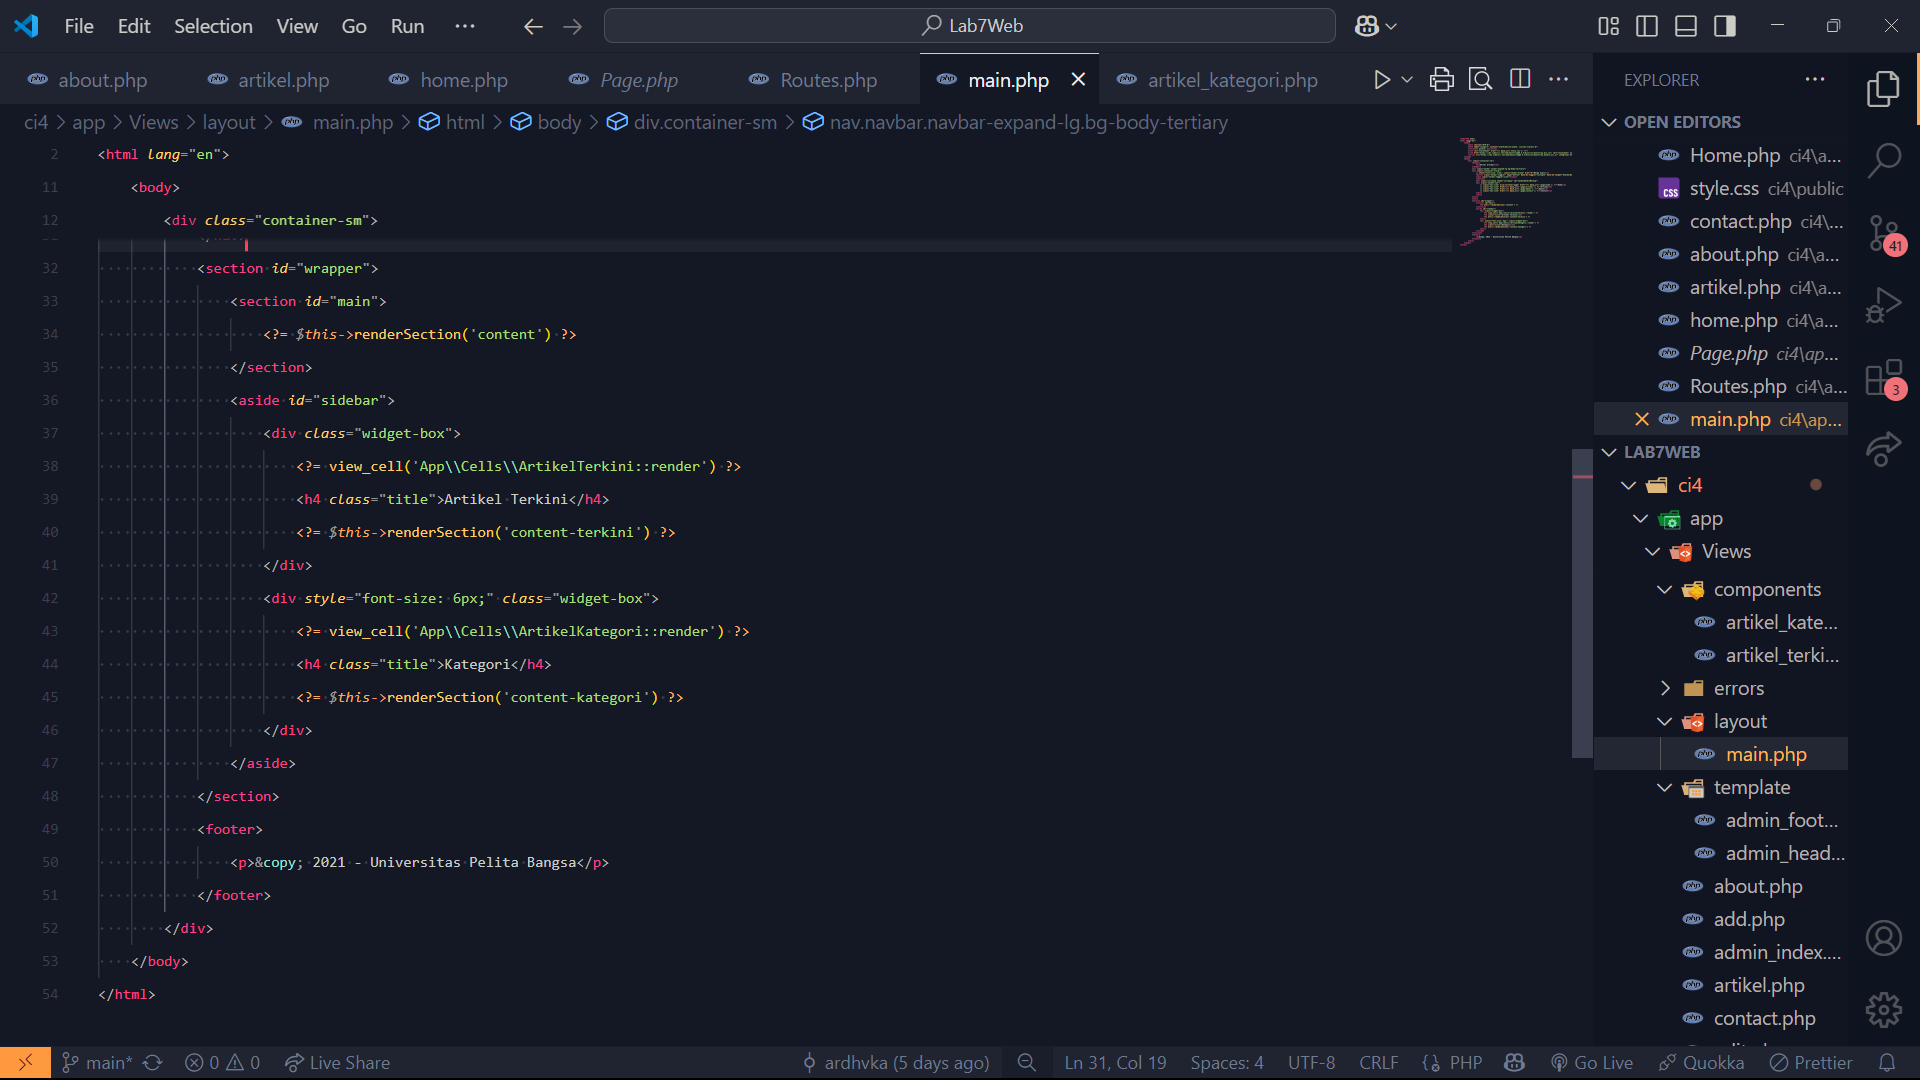 File Edit Selection View Go Run ··· Lab7Web
about.php artikel.php home.php Page.php Routes.php main.php artikel_kategori.php
ci4 > app > Views > layout > main.php > html > body > div.container-sm > nav.navbar.navbar-expand-lg.bg-body-tertiary
2 <html lang="en">
11 <body>
12 <div class="container-sm">
32 <section id="wrapper">
33 <section id="main">
34 <?= $this->renderSection('content') ?>
35 </section>
36 <aside id="sidebar">
37 <div class="widget-box">
38 <?= view_cell('App\\Cells\\ArtikelTerkini::render') ?>
39 <h4 class="title">Artikel Terkini</h4>
40 <?= $this->renderSection('content-terkini') ?>
41 </div>
42 <div style="font-size: 6px;" class="widget-box">
43 <?= view_cell('App\\Cells\\ArtikelKategori::render') ?>
44 <h4 class="title">Kategori</h4>
45 <?= $this->renderSection('content-kategori') ?>
46 </div>
47 </aside>
48 </section>
49 <footer>
50 <p>&copy; 2021 - Universitas Pelita Bangsa</p>
51 </footer>
52 </div>
53 </body>
54 </html>
EXPLORER ···
OPEN EDITORS
Home.php ci4\a...
style.css ci4\public
contact.php ci4\...
about.php ci4\a...
artikel.php ci4\a...
home.php ci4\a...
Page.php ci4\ap...
Routes.php ci4\a...
main.php ci4\ap...
LAB7WEB
ci4
app
Views
components
artikel_kate...
artikel_terki...
errors
layout
main.php
template
admin_foot...
admin_head...
about.php
add.php
admin_index....
artikel.php
contact.php
41
3
main* 0 0 Live Share ardhvka (5 days ago) Ln 31, Col 19 Spaces: 4 UTF-8 CRLF PHP Go Live Quokka Prettier